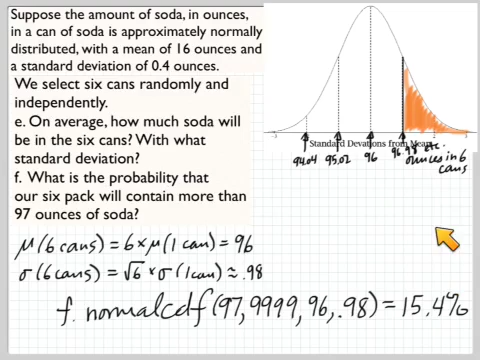 Suppose the amount of soda, in ounces,
in a can of soda is approximately normally
distributed, with a mean of 16 ounces and
a standard deviation of 0.4 ounces.
We select six cans randomly and
independently.
e. On average, how much soda will
be in the six cans? With what
standard deviation?
f. What is the probability that
our six pack will contain more than
97 ounces of soda?
Standard Devations from Mean
94.04 95.02 96 96.98 etc.
ounces in 6
cans
μ(6 cans) = 6 × μ(1 can) = 96
σ(6 cans) = √6 × σ(1 can) ≈ .98
f. normalcdf(97, 9999, 96, .98) = 15.4%